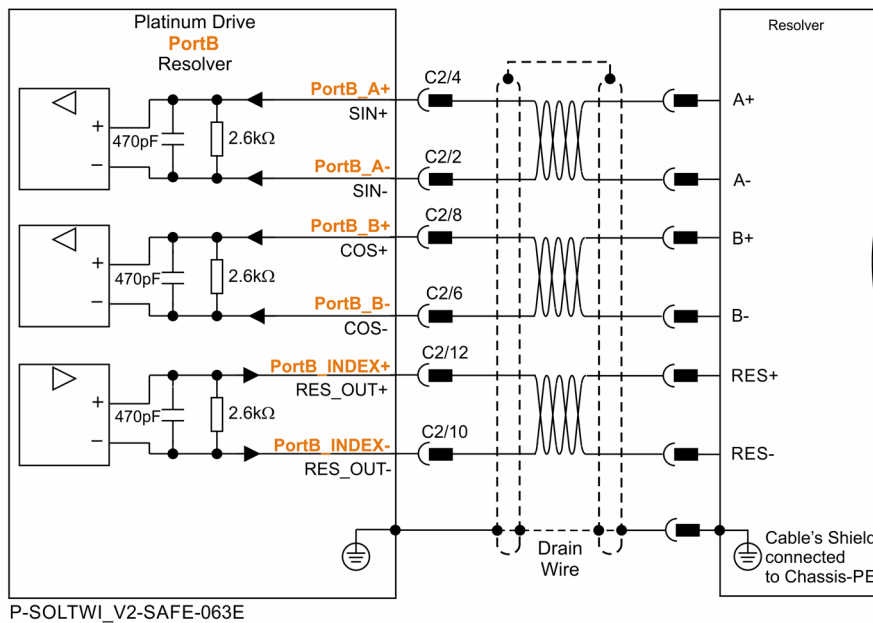 Platinum Drive
PortB
Resolver
Resolver
PortB_A+
C2/4
SIN+
A+
+
470pF
2.6kΩ
−
PortB_A-
C2/2
SIN-
A-
PortB_B+
C2/8
COS+
B+
+
470pF
2.6kΩ
−
PortB_B-
C2/6
COS-
B-
PortB_INDEX+
C2/12
RES_OUT+
RES+
+
470pF
2.6kΩ
−
PortB_INDEX-
C2/10
RES_OUT-
RES-
Drain
Wire
Cable's Shield
connected
to Chassis-PE
P-SOLTWI_V2-SAFE-063E